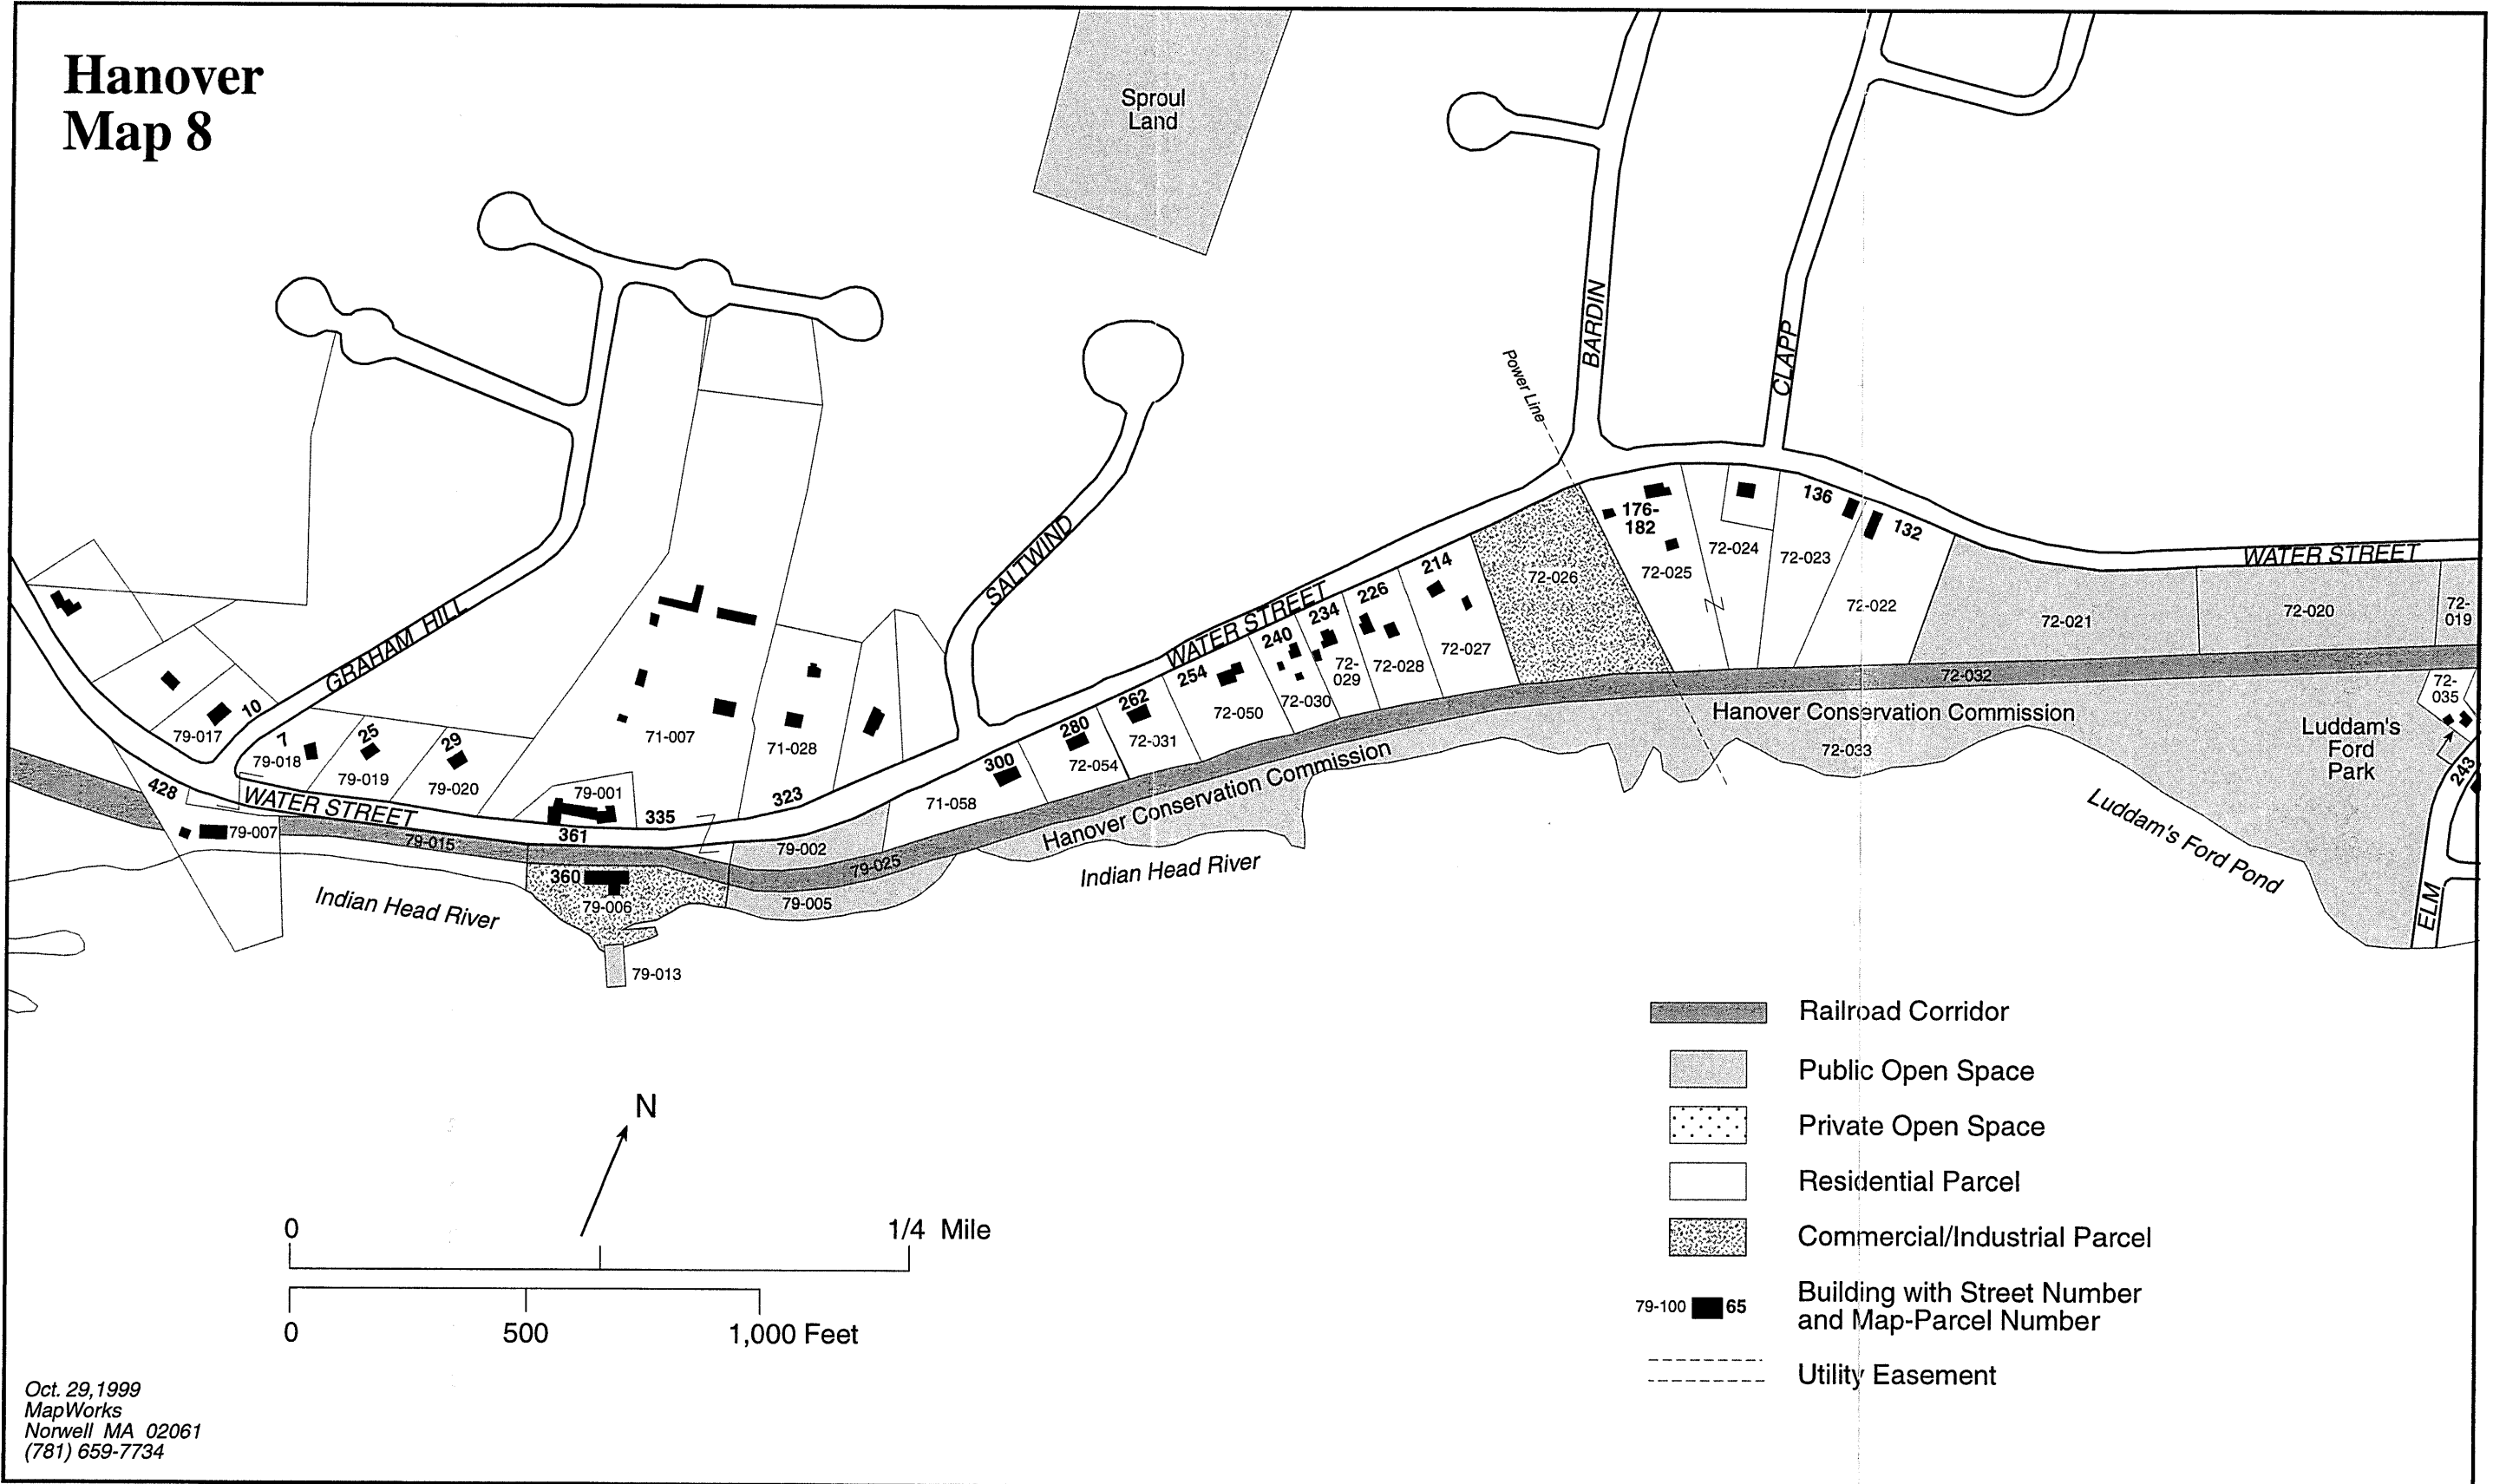 Hanover
Map 8
Sproul
Land
BARDIN
CLAPP
Power Line
SALTWIND
GRAHAM HILL
WATER STREET
WATER STREET
WATER STREET
10
79-017
7
79-018
25
79-019
29
79-020
428
79-007
79-015
79-001
361
335
71-007
71-028
323
360
79-006
79-013
79-002
79-025
79-005
71-058
300
280
72-054
262
72-031
254
72-050
240
72-030
234
72-
029
226
72-028
214
72-027
72-026
176-
182
72-025
72-024
136
72-023
132
72-022
72-021
72-020
72-
019
72-032
72-
035
Hanover Conservation Commission
72-033
Hanover Conservation Commission
Indian Head River
Indian Head River
Luddam's
Ford
Park
Luddam's Ford Pond
243
ELM
Railroad Corridor
Public Open Space
Private Open Space
Residential Parcel
Commercial/Industrial Parcel
79-100 65
Building with Street Number
and Map-Parcel Number
Utility Easement
N
0 1/4 Mile
0 500 1,000 Feet
Oct. 29,1999
MapWorks
Norwell MA 02061
(781) 659-7734